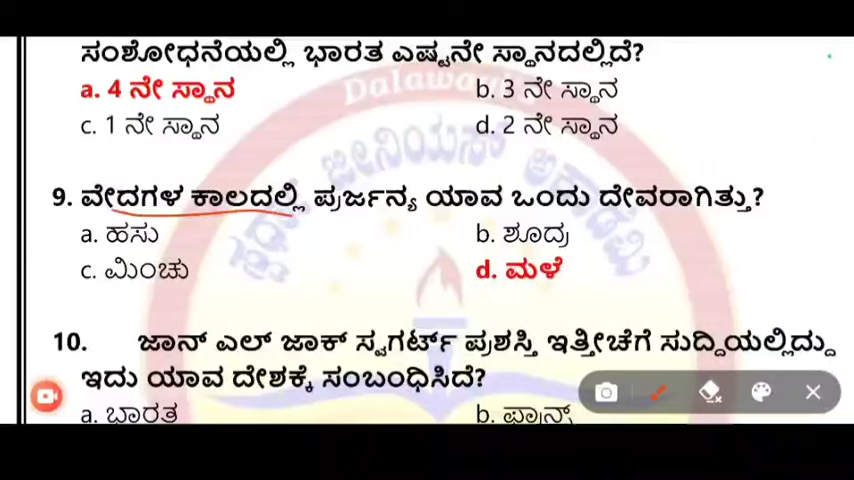 ಸಂಶೋಧನೆಯಲ್ಲಿ ಭಾರತ ಎಷ್ಟನೇ ಸ್ಥಾನದಲ್ಲಿದೆ?
a. 4 ನೇ ಸ್ಥಾನ b. 3 ನೇ ಸ್ಥಾನ
c. 1 ನೇ ಸ್ಥಾನ d. 2 ನೇ ಸ್ಥಾನ
9. ವೇದಗಳ ಕಾಲದಲ್ಲಿ ಪ್ರರ್ಜನ್ಯ ಯಾವ ಒಂದು ದೇವರಾಗಿತ್ತು?
a. ಹಸು b. ಶೂದ್ರ
c. ಮಿಂಚು d. ಮಳೆ
10. ಜಾನ್ ಎಲ್ ಜಾಕ್ ಸ್ವಗರ್ಟ್ ಪ್ರಶಸ್ತಿ ಇತ್ತೀಚೆಗೆ ಸುದ್ದಿಯಲ್ಲಿದ್ದು
ಇದು ಯಾವ ದೇಶಕ್ಕೆ ಸಂಬಂಧಿಸಿದೆ?
a. ಭಾರತ b. ಫ್ರಾನ್ಸ್